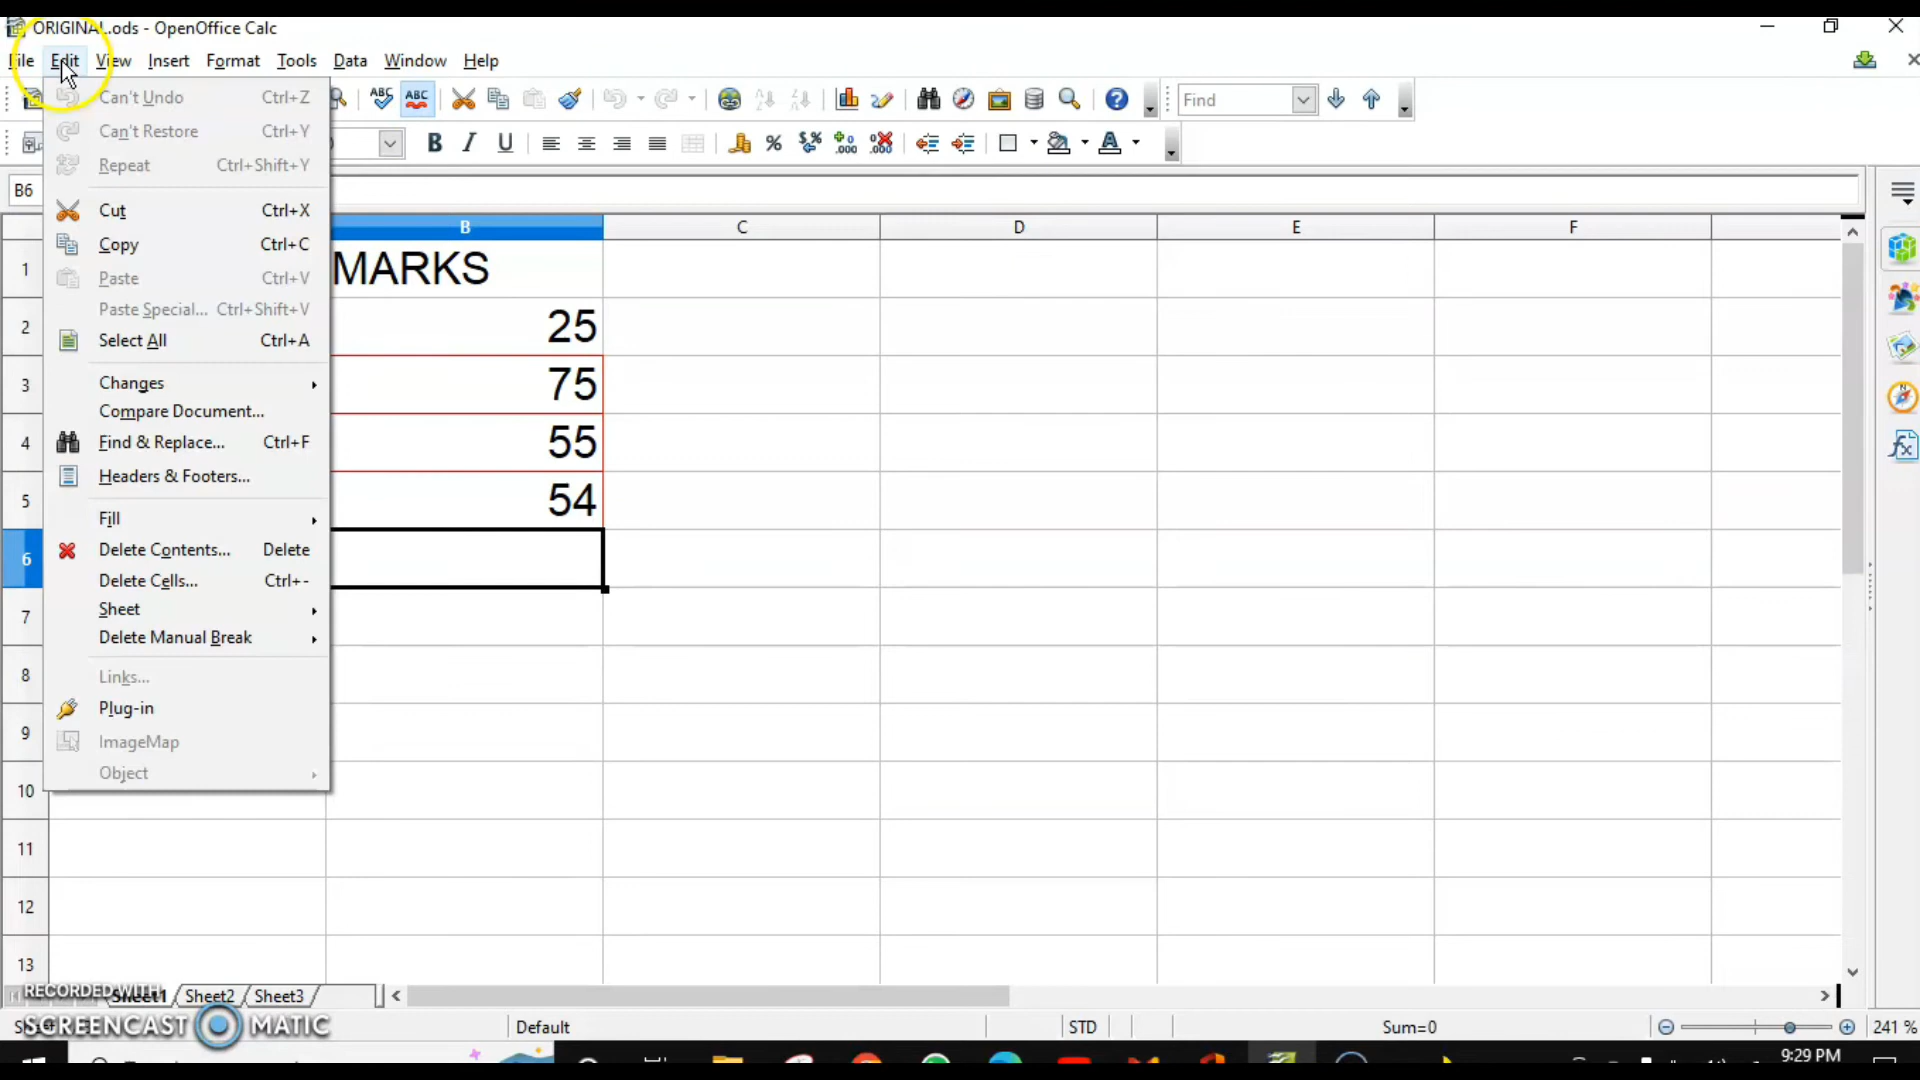 ORIGINAL.ods - OpenOffice Calc
File Edit View Insert Format Tools Data Window Help
Find
B6
Can't Undo Ctrl+Z
Can't Restore Ctrl+Y
Repeat Ctrl+Shift+Y
Cut Ctrl+X
Copy Ctrl+C
Paste Ctrl+V
Paste Special... Ctrl+Shift+V
Select All Ctrl+A
Changes
Compare Document...
Find & Replace... Ctrl+F
Headers & Footers...
Fill
Delete Contents... Delete
Delete Cells... Ctrl+-
Sheet
Delete Manual Break
Links...
Plug-in
ImageMap
Object
B C D E F
1 MARKS
2 25
3 75
4 55
5 54
6
7
8
9
10
11
12
13
Sheet1 Sheet2 Sheet3
RECORDED WITH
SCREENCAST MATIC
Default STD Sum=0 241 %
9:29 PM